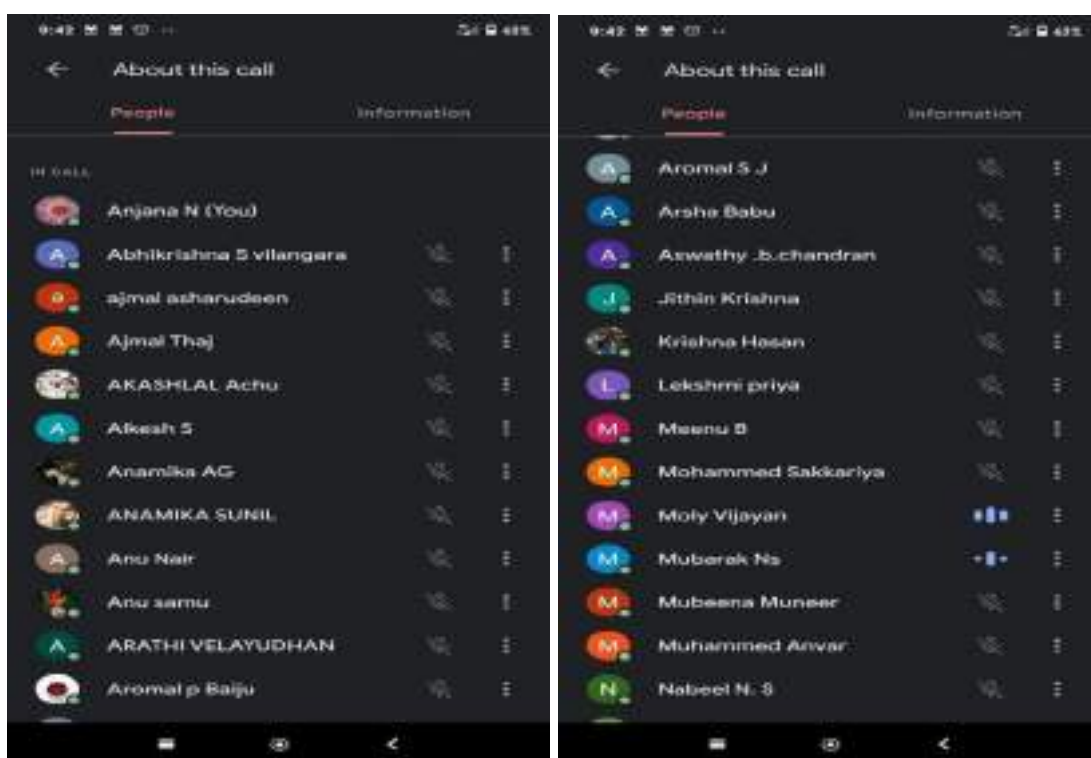 9:42
About this call
People Information
IN CALL
Anjana N (You)
Abhikrishna S vilangara
ajmal asharudeen
Ajmal Thaj
AKASHLAL Achu
Alkesh S
Anamika AG
ANAMIKA SUNIL
Anu Nair
Anu samu
ARATHI VELAYUDHAN
Aromal p Baiju
9:42
About this call
People Information
Aromal S J
Arsha Babu
Aswathy .b.chandran
Jithin Krishna
Krishna Hasan
Lekshmi priya
Meenu B
Mohammed Sakkariya
Moly Vijayan
Mubarak Ns
Mubeena Muneer
Muhammed Anvar
Nabeel N. S